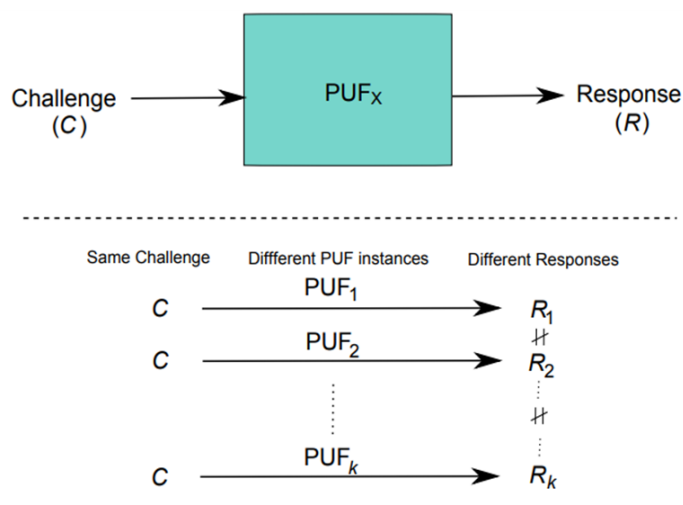 Challenge
(C)
PUFX
Response
(R)
Same Challenge
Diffferent PUF instances
Different Responses
C
PUF1
R1
≠
C
PUF2
R2
≠
C
PUFk
Rk